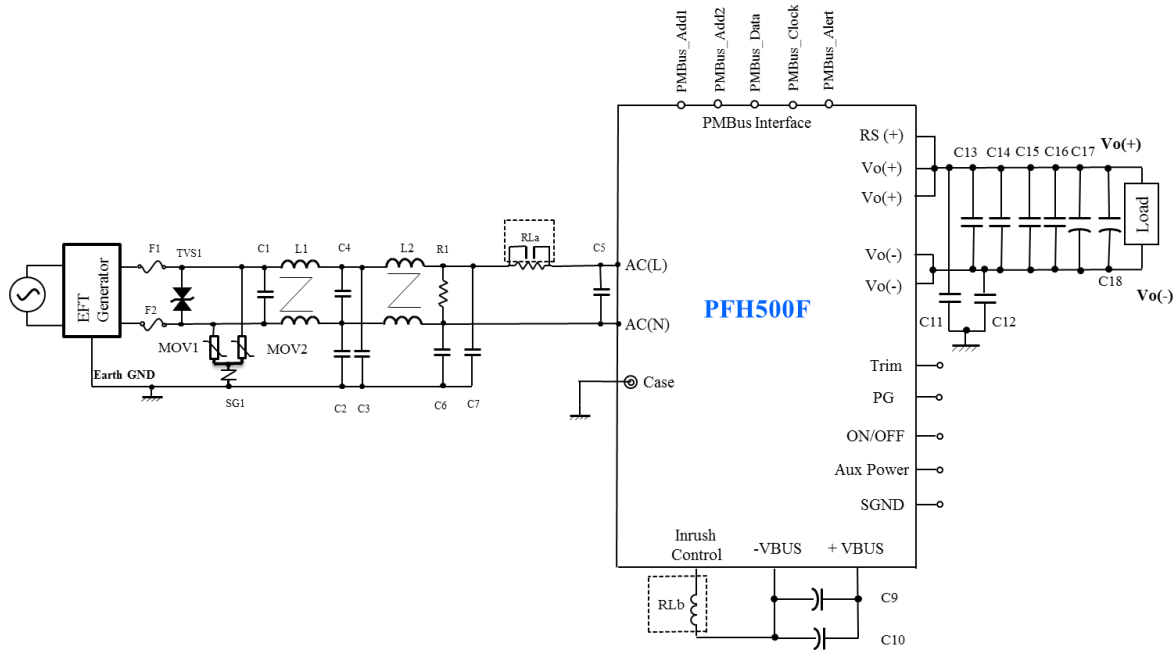 PMBus_Add1
PMBus_Add2
PMBus_Data
PMBus_Clock
PMBus_Alert
PMBus Interface
RS (+)
Vo(+)
Vo(+)
C13
C14
C15
C16
C17
Vo(+)
Load
Vo(-)
Vo(-)
C18
Vo(-)
C11
C12
EFT
Generator
F1
TVS1
C1
L1
C4
L2
R1
RLa
C5
AC(L)
F2
AC(N)
PFH500F
MOV1
MOV2
Earth GND
SG1
C2
C3
C6
C7
Case
Trim
PG
ON/OFF
Aux Power
SGND
Inrush
Control
-VBUS
+ VBUS
RLb
C9
C10